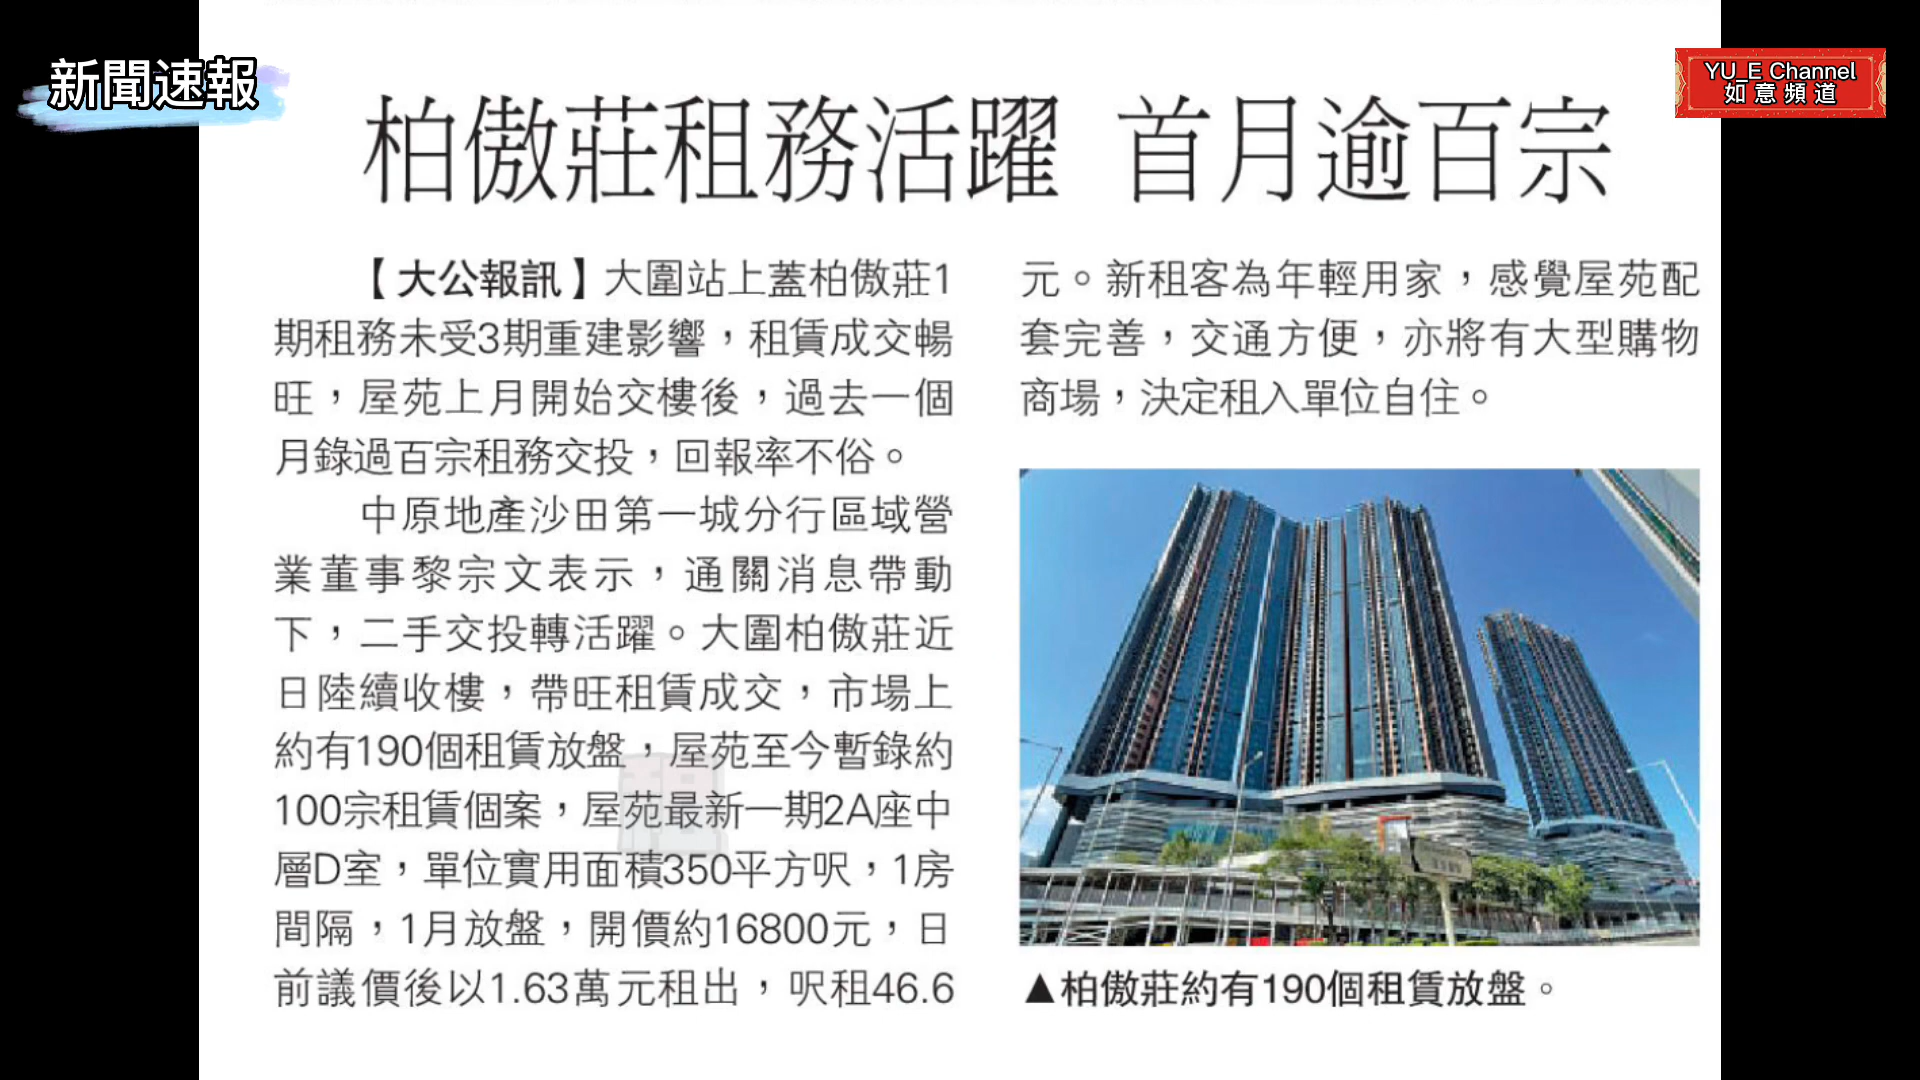 新聞速報
YU_E Channel
如意頻道
柏傲莊租務活躍 首月逾百宗
【大公報訊】大圍站上蓋柏傲莊1
期租務未受3期重建影響，租賃成交暢
旺，屋苑上月開始交樓後，過去一個
月錄過百宗租務交投，回報率不俗。
中原地產沙田第一城分行區域營
業董事黎宗文表示，通關消息帶動
下，二手交投轉活躍。大圍柏傲莊近
日陸續收樓，帶旺租賃成交，市場上
約有190個租賃放盤，屋苑至今暫錄約
100宗租賃個案，屋苑最新一期2A座中
層D室，單位實用面積350平方呎，1房
間隔，1月放盤，開價約16800元，日
前議價後以1.63萬元租出，呎租46.6
元。新租客為年輕用家，感覺屋苑配
套完善，交通方便，亦將有大型購物
商場，決定租入單位自住。
▲柏傲莊約有190個租賃放盤。